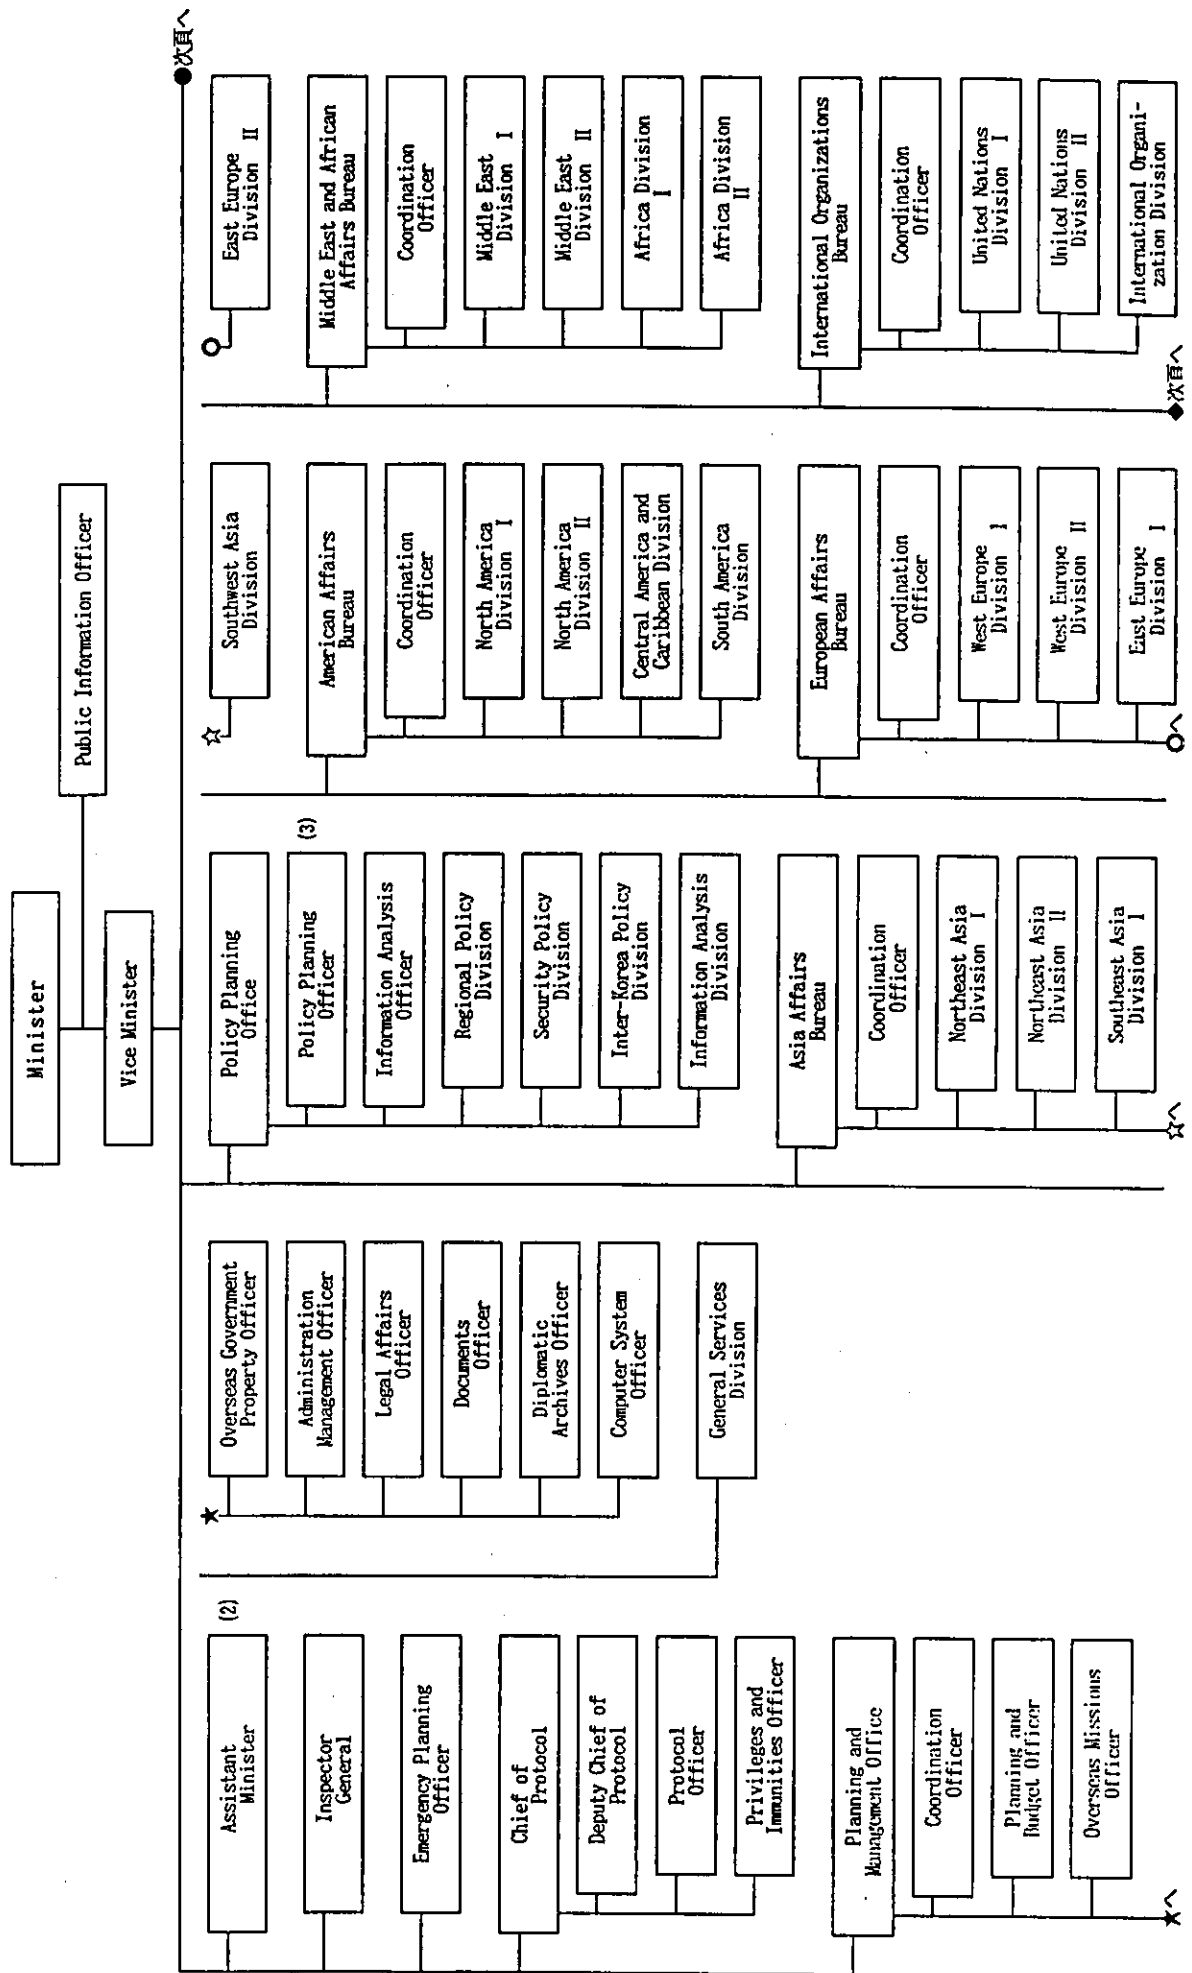 Minister
Public Information Officer
Vice Minister
●次頁へ
Assistant
Minister
(2)
Inspector
General
Emergency Planning
Officer
Chief of
Protocol
Deputy Chief of
Protocol
Protocol
Officer
Privileges and
Immunities Officer
Planning and
Management Office
Coordination
Officer
Planning and
Budget Officer
Overseas Missions
Officer
★へ
★
Overseas Government
Property Officer
Administration
Management Officer
Legal Affairs
Officer
Documents
Officer
Diplomatic
Archives Officer
Computer System
Officer
General Services
Division
Policy Planning
Office
Policy Planning
Officer
(3)
Information Analysis
Officer
Regional Policy
Division
Security Policy
Division
Inter-Korea Policy
Division
Information Analysis
Division
Asia Affairs
Bureau
Coordination
Officer
Northeast Asia
Division I
Northeast Asia
Division II
Southeast Asia
Division I
☆へ
☆
Southwest Asia
Division
American Affairs
Bureau
Coordination
Officer
North America
Division I
North America
Division II
Central America and
Caribbean Division
South America
Division
European Affairs
Bureau
Coordination
Officer
West Europe
Division I
West Europe
Division II
East Europe
Division I
○へ
○
East Europe
Division II
Middle East and African
Affairs Bureau
Coordination
Officer
Middle East
Division I
Middle East
Division II
Africa Division
I
Africa Division
II
International Organizations
Bureau
Coordination
Officer
United Nations
Division I
United Nations
Division II
International Organi-
zation Division
◆次頁へ